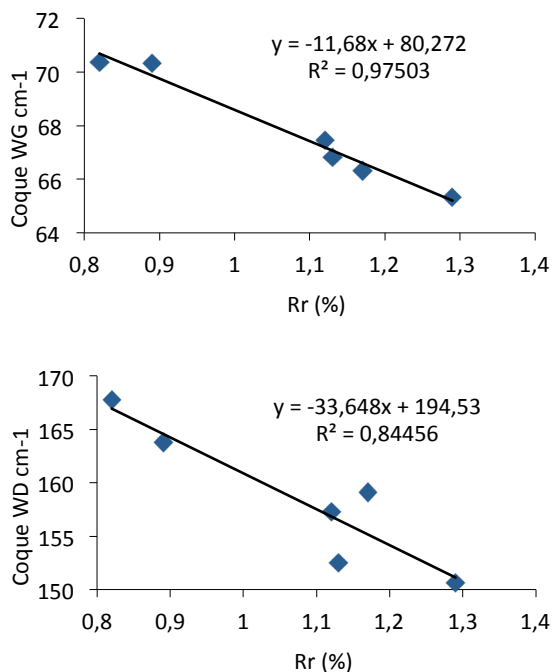 72
70
68
66
64
Coque WG cm-1
y = -11,68x + 80,272
R² = 0,97503
0,8 0,9 1 1,1 1,2 1,3 1,4
Rr (%)
170
165
160
155
150
Coque WD cm-1
y = -33,648x + 194,53
R² = 0,84456
0,8 0,9 1 1,1 1,2 1,3 1,4
Rr (%)